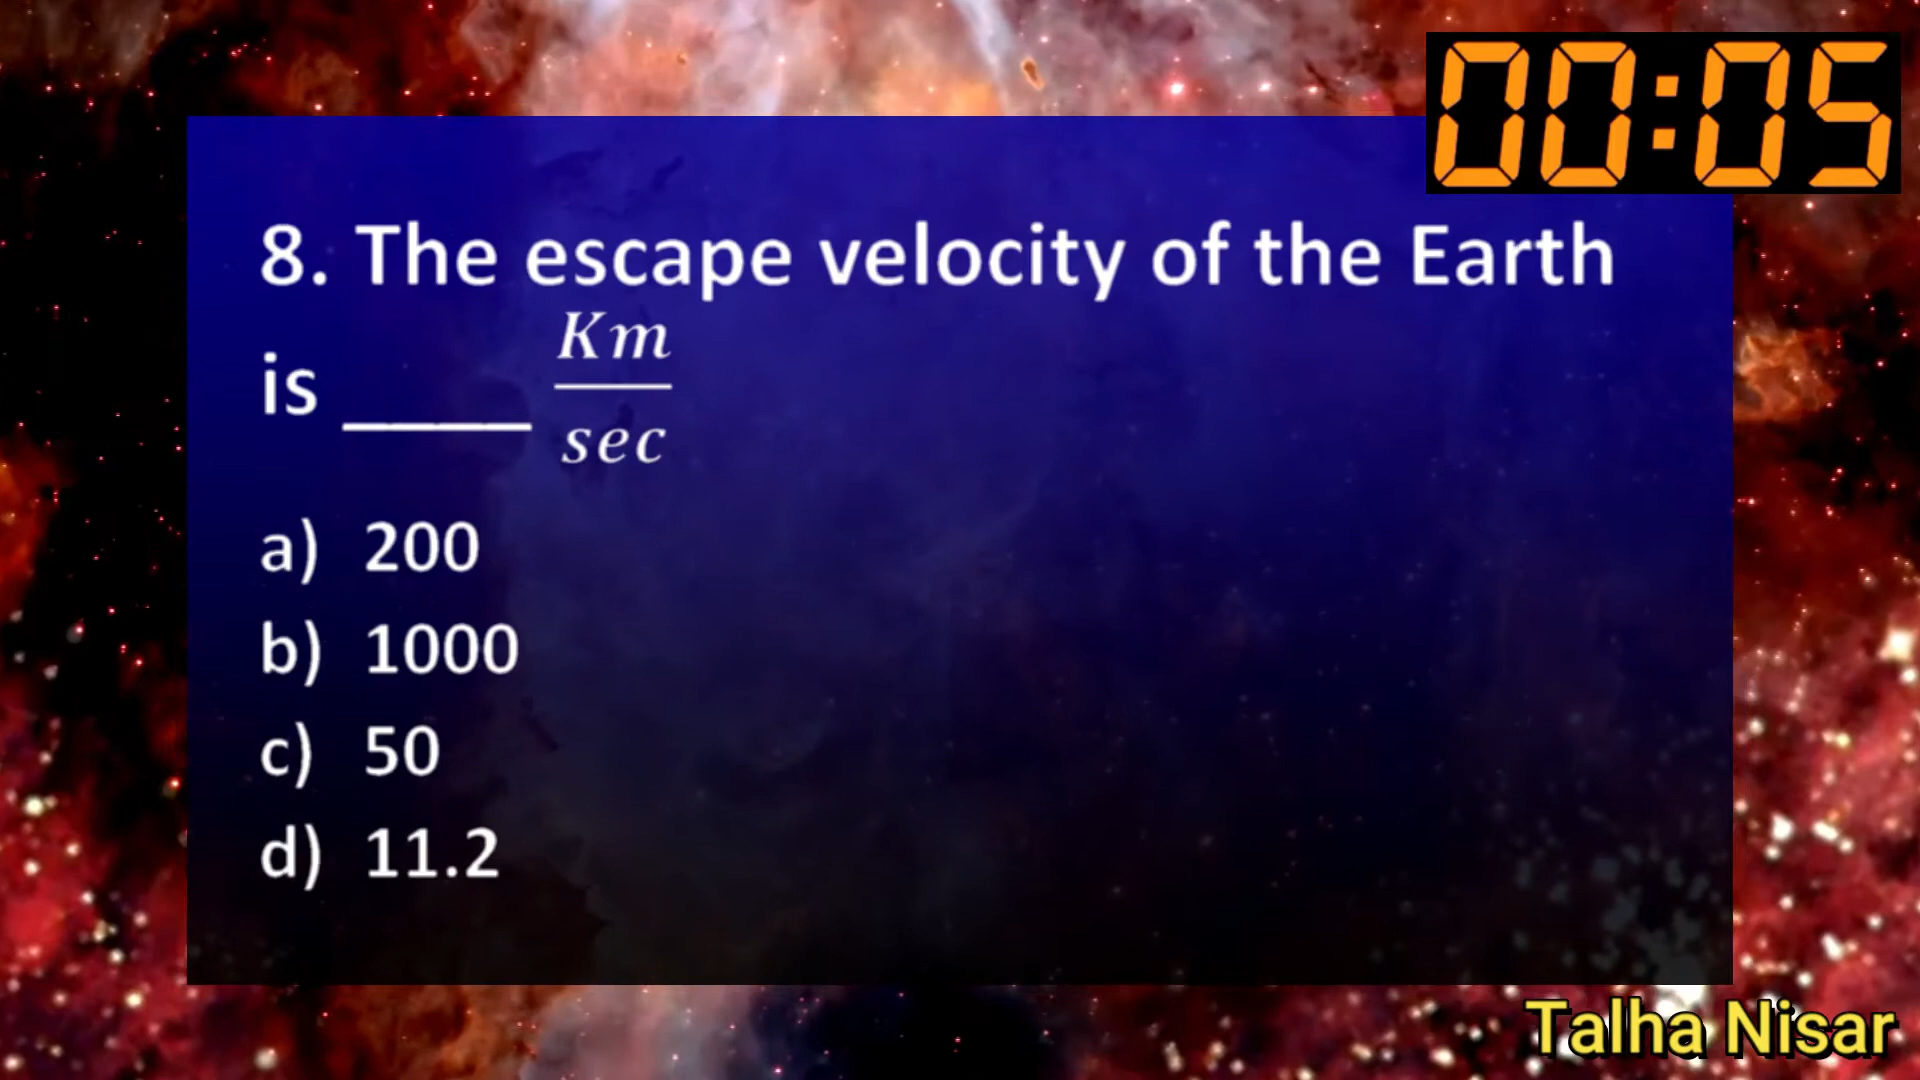 00:05
8. The escape velocity of the Earth
is _____ Km/sec
a) 200
b) 1000
c) 50
d) 11.2
Talha Nisar